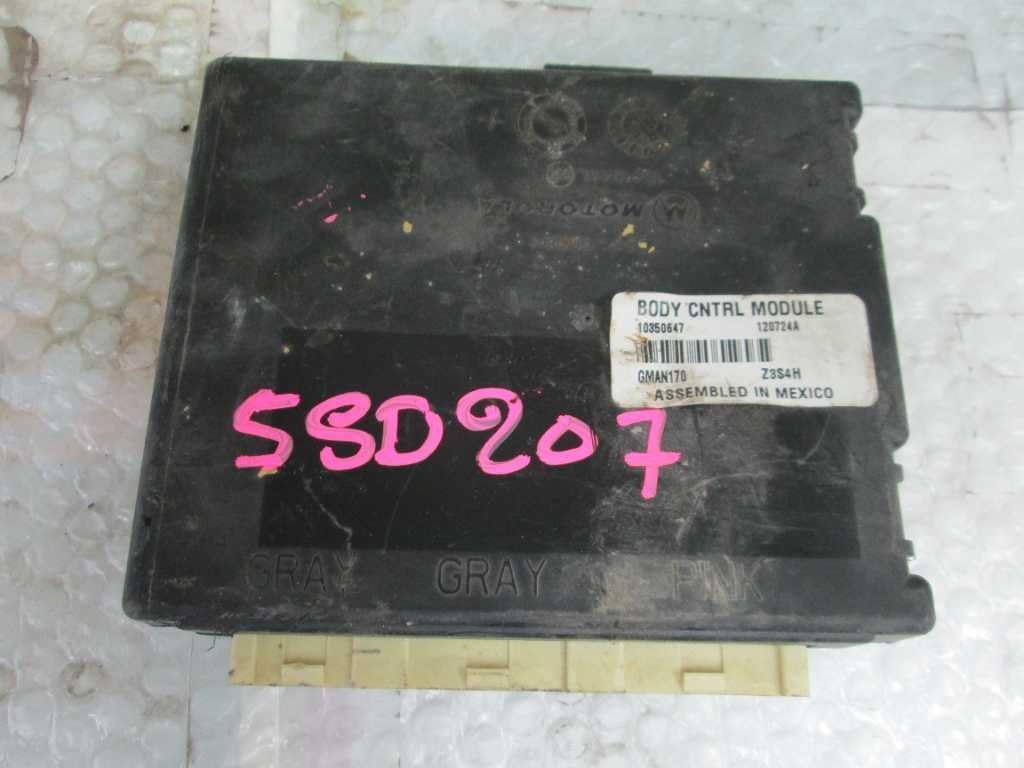 MOTOROLA
BODY CNTRL MODULE
10350647 120724A
GMAN170 Z3S4H
ASSEMBLED IN MEXICO
SSD207
GRAY GRAY PINK